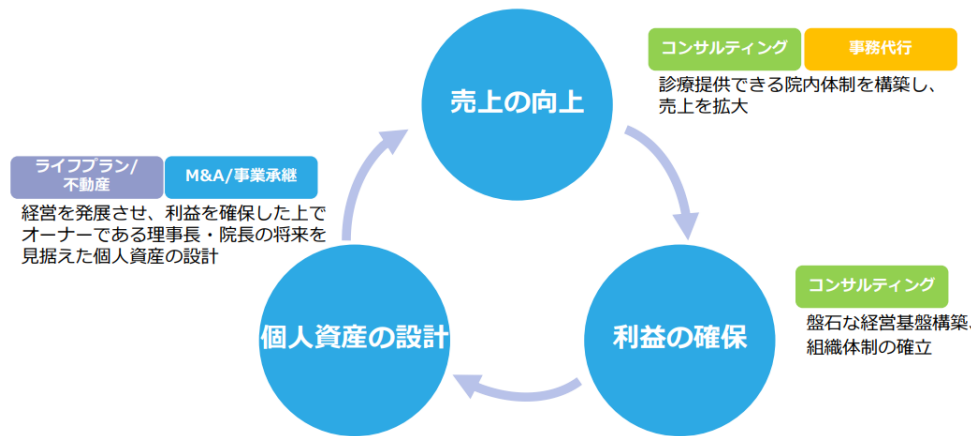 売上の向上
コンサルティング
事務代行
診療提供できる院内体制を構築し、
売上を拡大
ライフプラン/
不動産
M&A/事業承継
経営を発展させ、利益を確保した上で
オーナーである理事長・院長の将来を
見据えた個人資産の設計
個人資産の設計
利益の確保
コンサルティング
盤石な経営基盤構築、
組織体制の確立